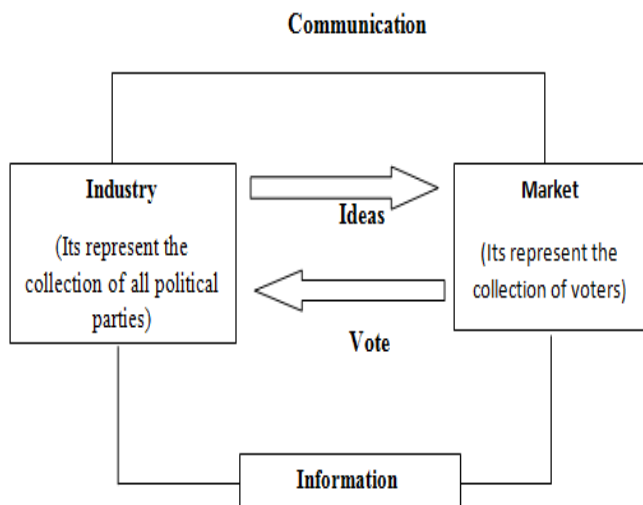 Communication
Industry
(Its represent the
collection of all political
parties)
Ideas
Vote
Market
(Its represent the
collection of voters)
Information